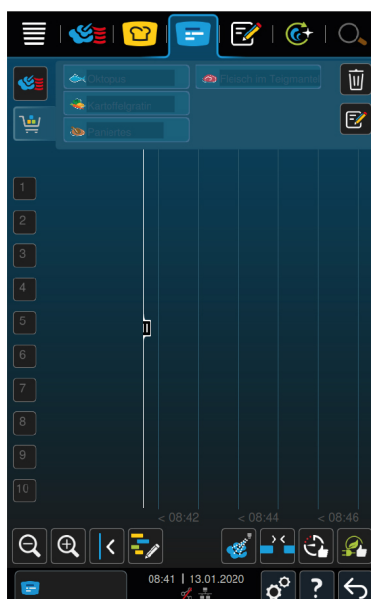 Oktopus
Fleisch im Teigmantel
Kartoffelgratin
Paniertes
1
2
3
4
5
6
7
8
9
10
< 08:42
< 08:44
< 08:46
08:41 | 13.01.2020
?